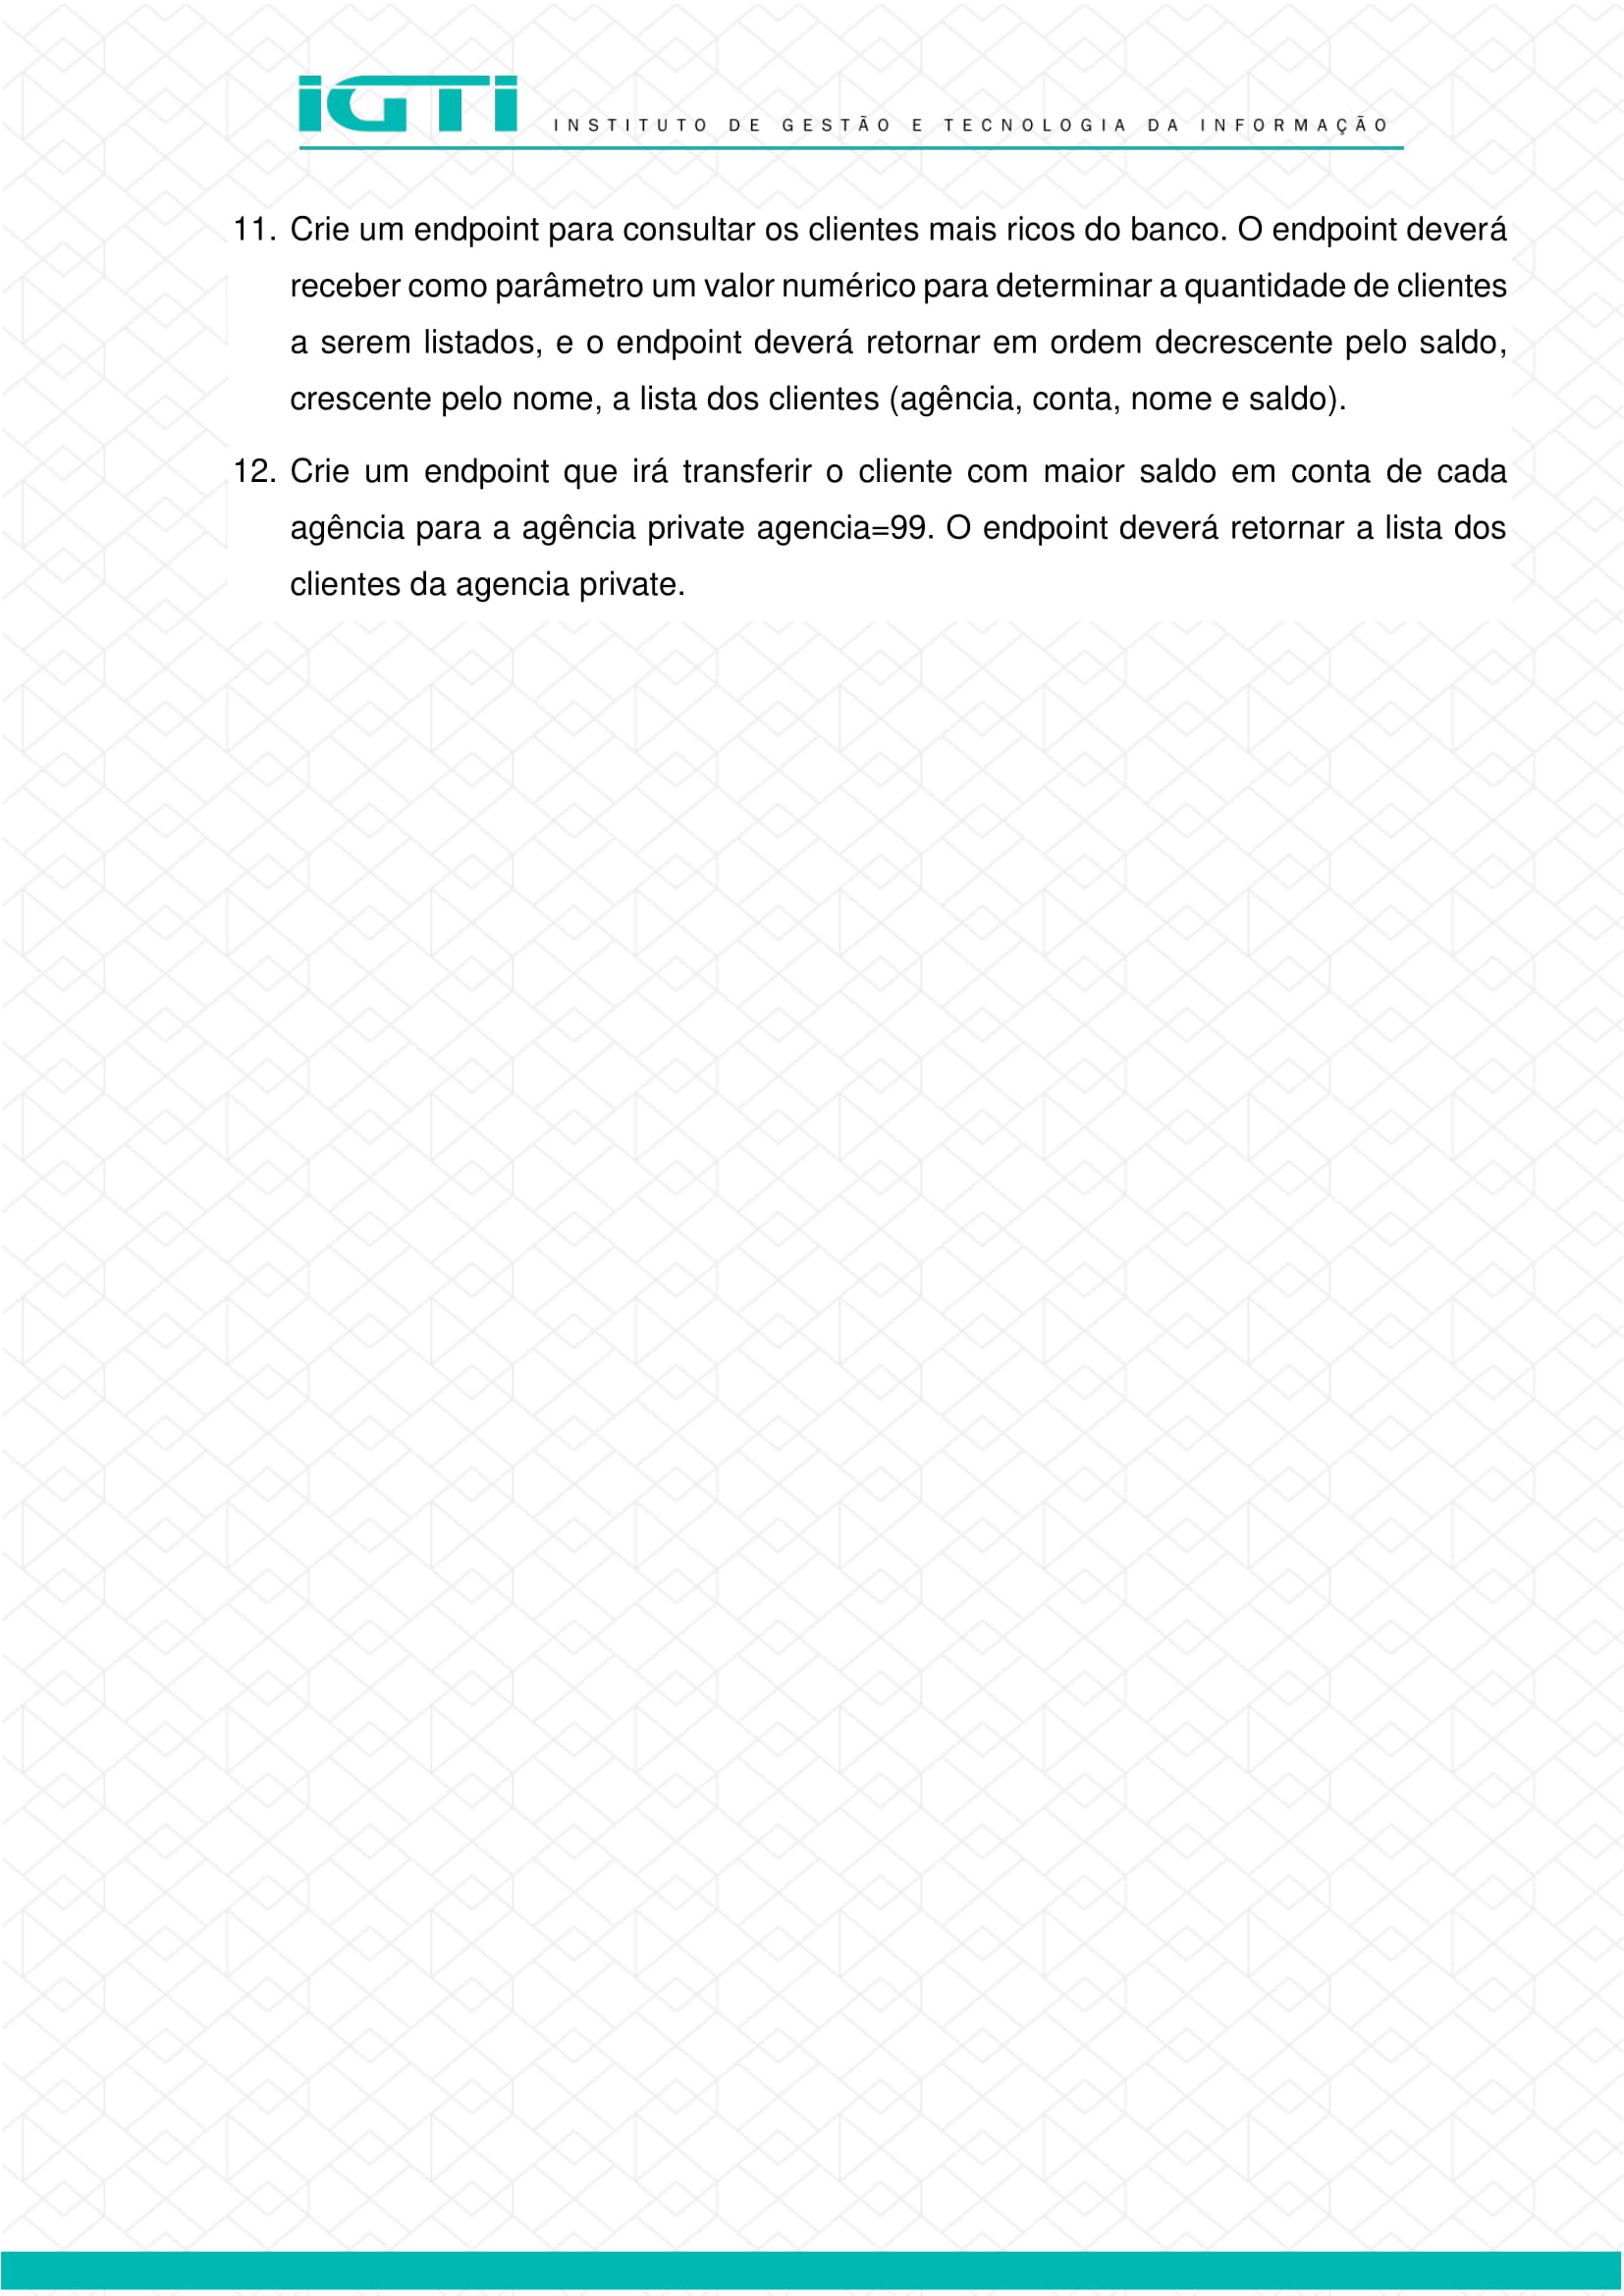 iGTi INSTITUTO DE GESTÃO E TECNOLOGIA DA INFORMAÇÃO
11. Crie um endpoint para consultar os clientes mais ricos do banco. O endpoint deverá
receber como parâmetro um valor numérico para determinar a quantidade de clientes
a serem listados, e o endpoint deverá retornar em ordem decrescente pelo saldo,
crescente pelo nome, a lista dos clientes (agência, conta, nome e saldo).
12. Crie um endpoint que irá transferir o cliente com maior saldo em conta de cada
agência para a agência private agencia=99. O endpoint deverá retornar a lista dos
clientes da agencia private.